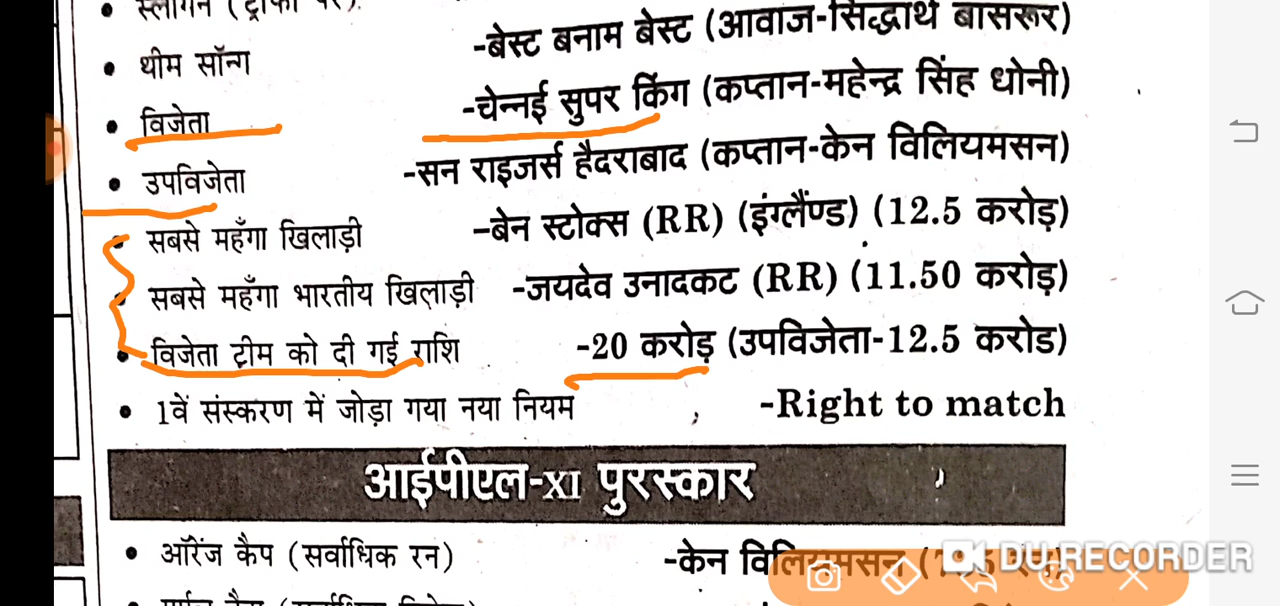 स्लोगन (ट्रॉफी पर)
थीम सॉन्ग -बेस्ट बनाम बेस्ट (आवाज-सिद्धार्थ बासरूर)
विजेता -चेन्नई सुपर किंग (कप्तान-महेन्द्र सिंह धोनी)
उपविजेता -सन राइजर्स हैदराबाद (कप्तान-केन विलियमसन)
सबसे महँगा खिलाड़ी -बेन स्टोक्स (RR) (इंग्लैंण्ड) (12.5 करोड़)
सबसे महँगा भारतीय खिलाड़ी -जयदेव उनादकट (RR) (11.50 करोड़)
विजेता टीम को दी गई राशि -20 करोड़ (उपविजेता-12.5 करोड)
1वें संस्करण में जोड़ा गया नया नियम -Right to match
आईपीएल-XI पुरस्कार
ऑरेंज कैप (सर्वाधिक रन) -केन विलियमसन
DU RECORDER